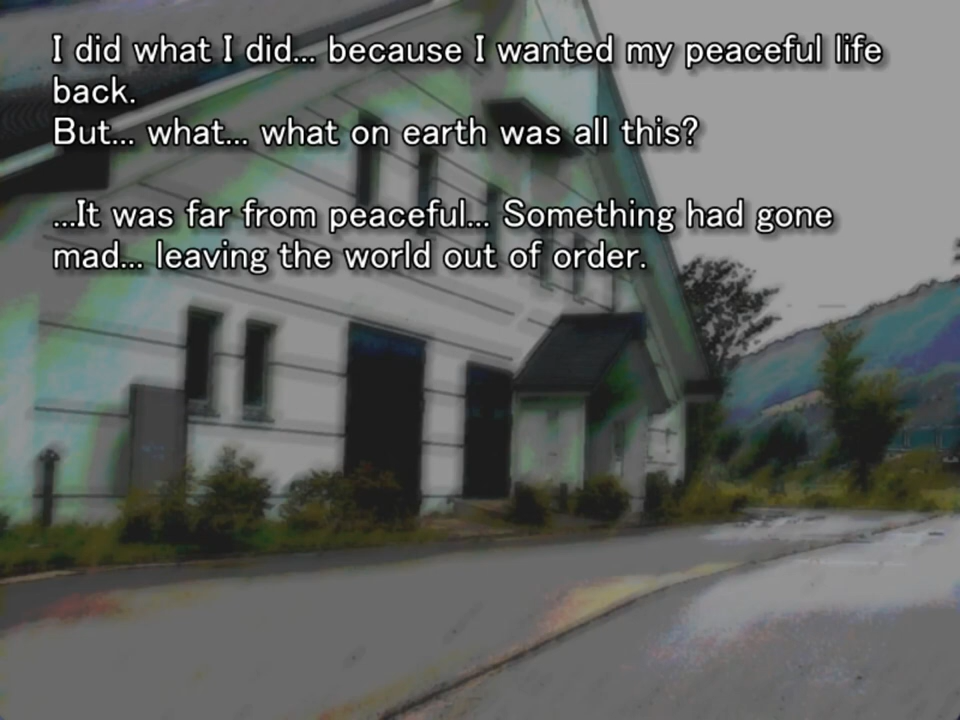 I did what I did... because I wanted my peaceful life
back.
But... what... what on earth was all this?
...It was far from peaceful... Something had gone
mad... leaving the world out of order.